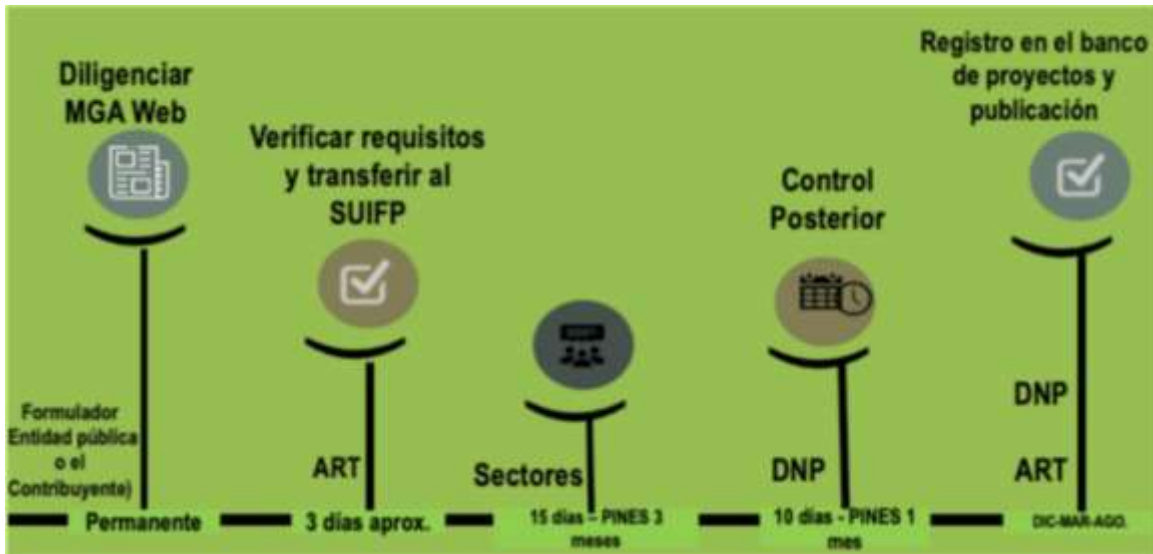 Diligenciar
MGA Web
Verificar requisitos
y transferir al
SUIFP
Control
Posterior
Registro en el banco
de proyectos y
publicación
Formulador
Entidad pública
o el
Contribuyente)
ART
Sectores
DNP
DNP
ART
Permanente
3 días aprox.
15 días – PINES 3
meses
10 días - PINES 1
mes
DIC-MAR-AGO.